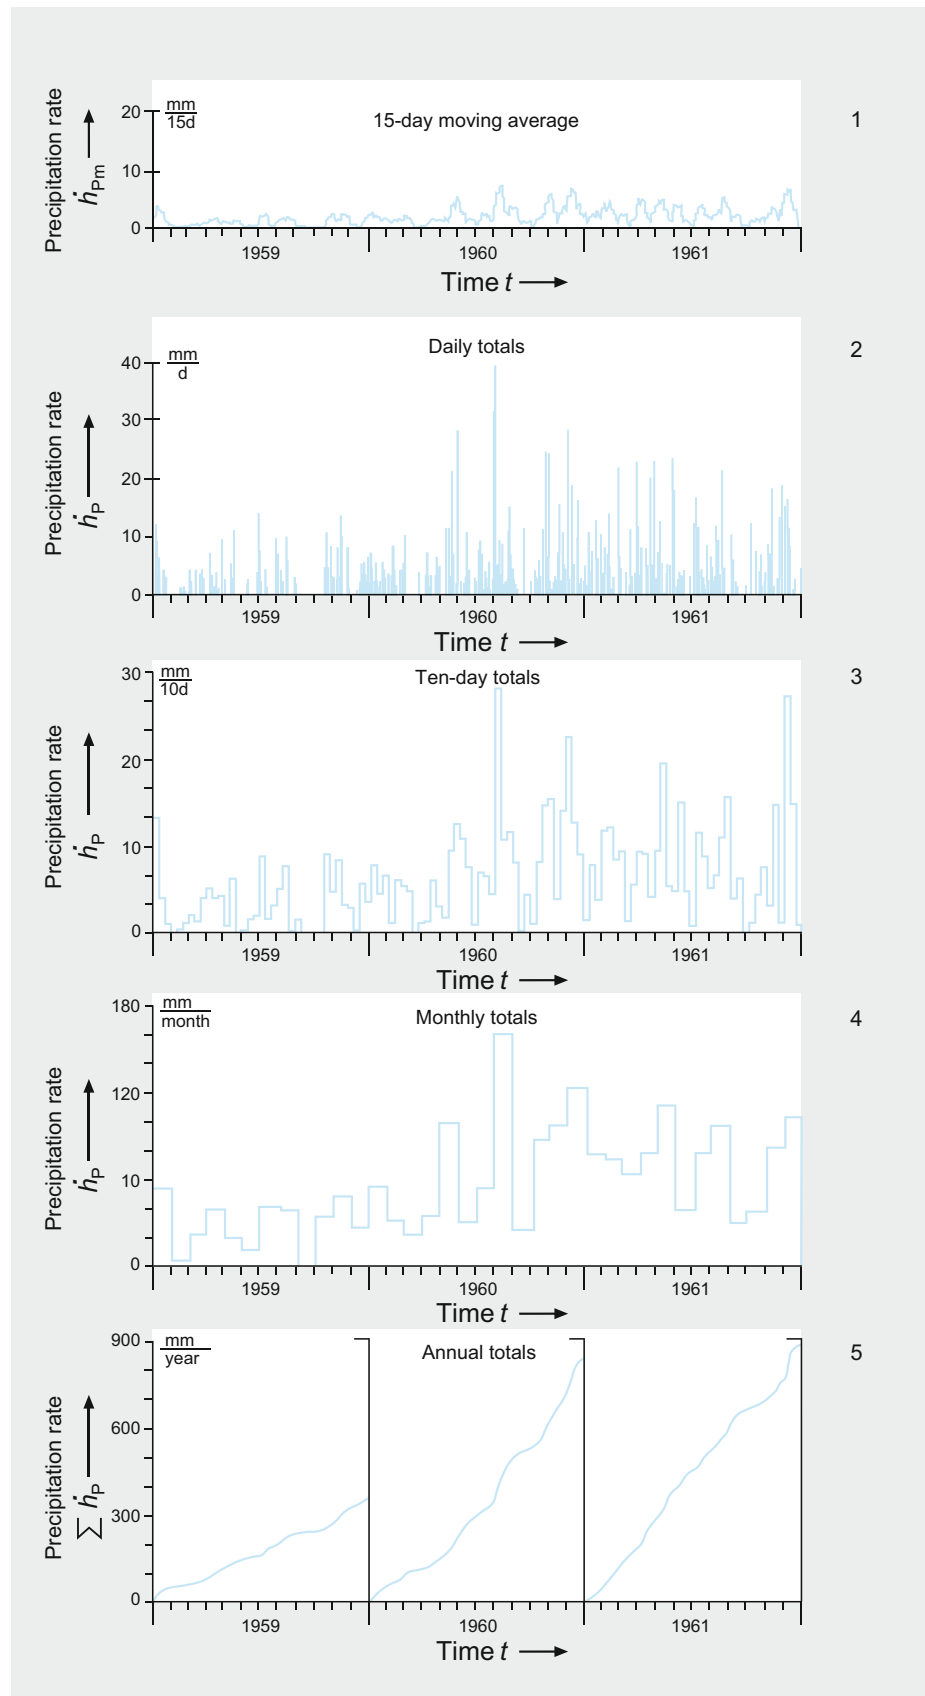 Precipitation rate
ḣPm
mm
15d
20
10
0
15-day moving average
1
1959
1960
1961
Time t
Precipitation rate
ḣP
mm
d
40
30
20
10
0
Daily totals
2
1959
1960
1961
Time t
Precipitation rate
ḣP
mm
10d
30
20
10
0
Ten-day totals
3
1959
1960
1961
Time t
Precipitation rate
ḣP
mm
month
180
120
10
0
Monthly totals
4
1959
1960
1961
Time t
Precipitation rate
∑ ḣP
mm
year
900
600
300
0
Annual totals
5
1959
1960
1961
Time t